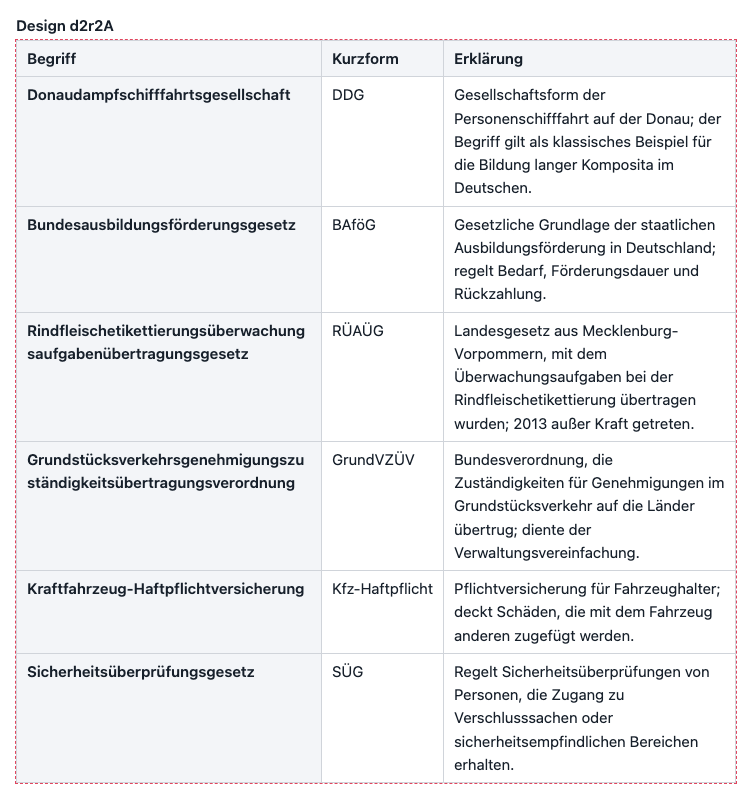 Design d2r2A
Begriff Kurzform Erklärung
Donaudampfschifffahrtsgesellschaft DDG Gesellschaftsform der
Personenschifffahrt auf der Donau; der
Begriff gilt als klassisches Beispiel für
die Bildung langer Komposita im
Deutschen.
Bundesausbildungsförderungsgesetz BAföG Gesetzliche Grundlage der staatlichen
Ausbildungsförderung in Deutschland;
regelt Bedarf, Förderungsdauer und
Rückzahlung.
Rindfleischetikettierungsüberwachung RÜAÜG Landesgesetz aus Mecklenburg-
saufgabenübertragungsgesetz Vorpommern, mit dem
Überwachungsaufgaben bei der
Rindfleischetikettierung übertragen
wurden; 2013 außer Kraft getreten.
Grundstücksverkehrsgenehmigungszu GrundVZÜV Bundesverordnung, die
ständigkeitsübertragungsverordnung Zuständigkeiten für Genehmigungen im
Grundstücksverkehr auf die Länder
übertrug; diente der
Verwaltungsvereinfachung.
Kraftfahrzeug-Haftpflichtversicherung Kfz-Haftpflicht Pflichtversicherung für Fahrzeughalter;
deckt Schäden, die mit dem Fahrzeug
anderen zugefügt werden.
Sicherheitsüberprüfungsgesetz SÜG Regelt Sicherheitsüberprüfungen von
Personen, die Zugang zu
Verschlusssachen oder
sicherheitsempfindlichen Bereichen
erhalten.